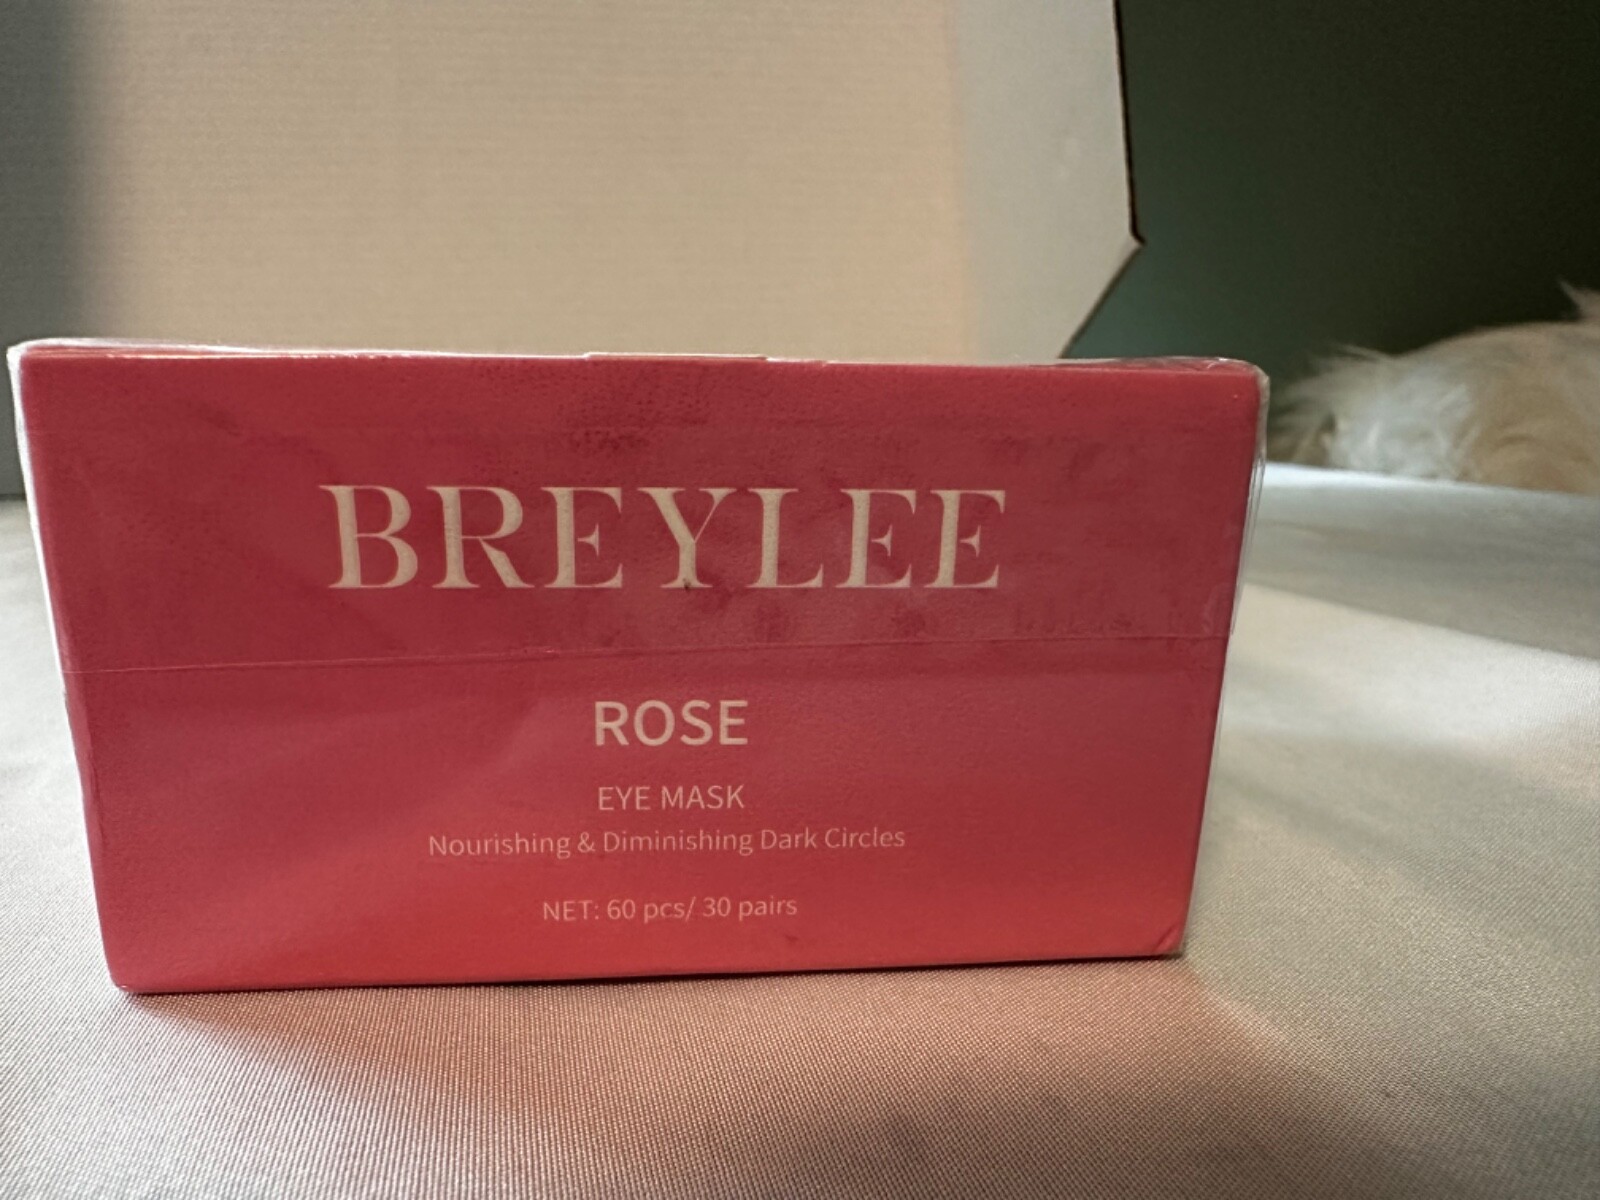 BREYLEE
ROSE
EYE MASK
Nourishing & Diminishing Dark Circles
NET: 60 pcs/ 30 pairs